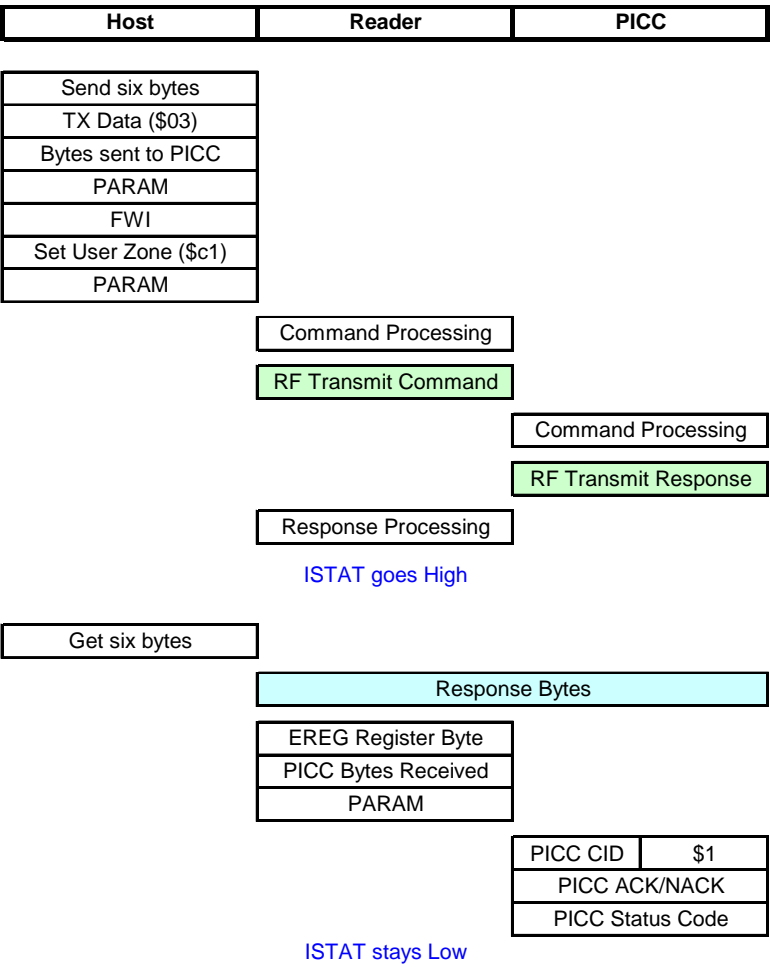 Host Reader PICC
Send six bytes
TX Data ($03)
Bytes sent to PICC
PARAM
FWI
Set User Zone ($c1)
PARAM
Command Processing
RF Transmit Command
Command Processing
RF Transmit Response
Response Processing
ISTAT goes High
Get six bytes
Response Bytes
EREG Register Byte
PICC Bytes Received
PARAM
PICC CID $1
PICC ACK/NACK
PICC Status Code
ISTAT stays Low